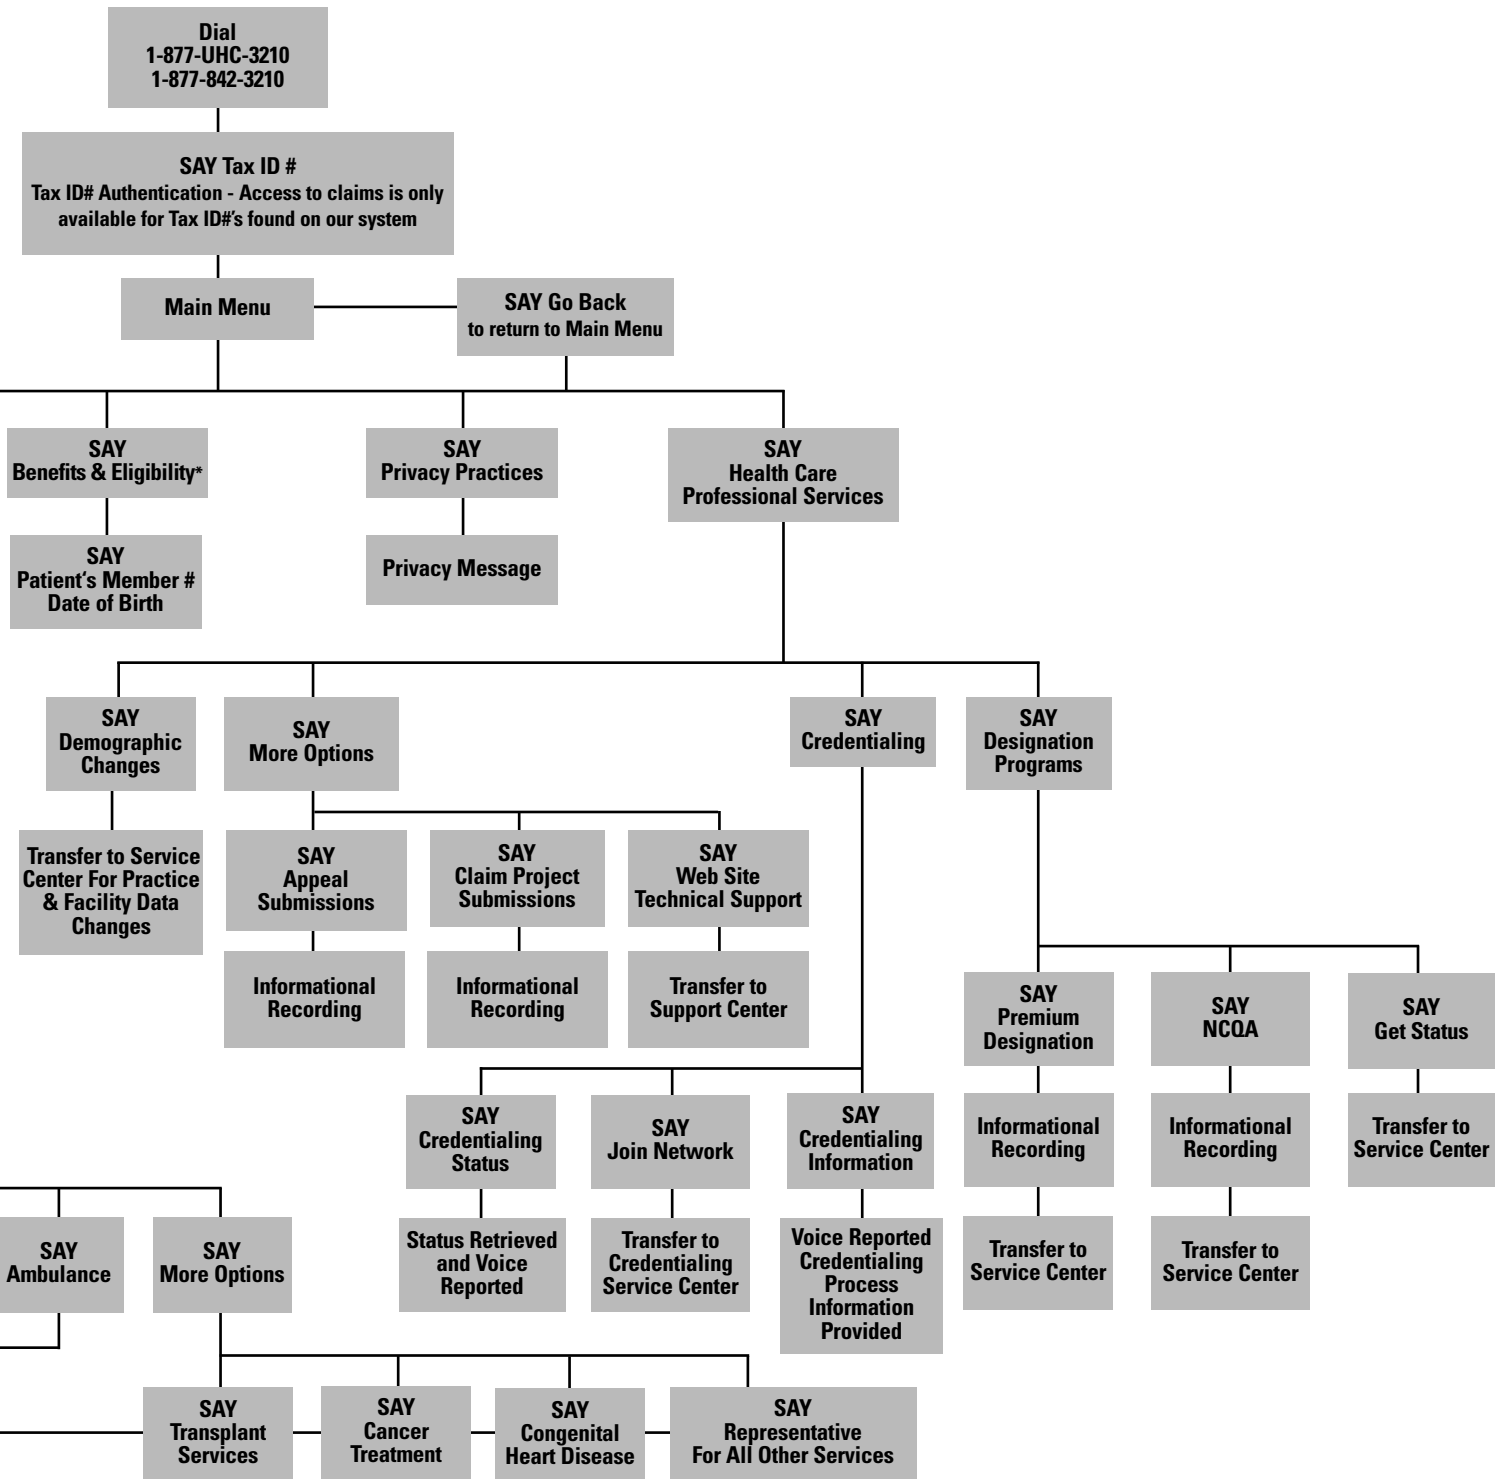 Dial
1-877-UHC-3210
1-877-842-3210
SAY Tax ID #
Tax ID# Authentication - Access to claims is only
available for Tax ID#'s found on our system
Main Menu
SAY Go Back
to return to Main Menu
SAY
Benefits & Eligibility*
SAY
Privacy Practices
SAY
Health Care
Professional Services
SAY
Patient's Member #
Date of Birth
Privacy Message
SAY
Demographic
Changes
SAY
More Options
SAY
Credentialing
SAY
Designation
Programs
Transfer to Service
Center For Practice
& Facility Data
Changes
SAY
Appeal
Submissions
SAY
Claim Project
Submissions
SAY
Web Site
Technical Support
Informational
Recording
Informational
Recording
Transfer to
Support Center
SAY
Premium
Designation
SAY
NCQA
SAY
Get Status
SAY
Credentialing
Status
SAY
Join Network
SAY
Credentialing
Information
Informational
Recording
Informational
Recording
Transfer to
Service Center
SAY
Ambulance
SAY
More Options
Status Retrieved
and Voice
Reported
Transfer to
Credentialing
Service Center
Voice Reported
Credentialing
Process
Information
Provided
Transfer to
Service Center
Transfer to
Service Center
SAY
Transplant
Services
SAY
Cancer
Treatment
SAY
Congenital
Heart Disease
SAY
Representative
For All Other Services